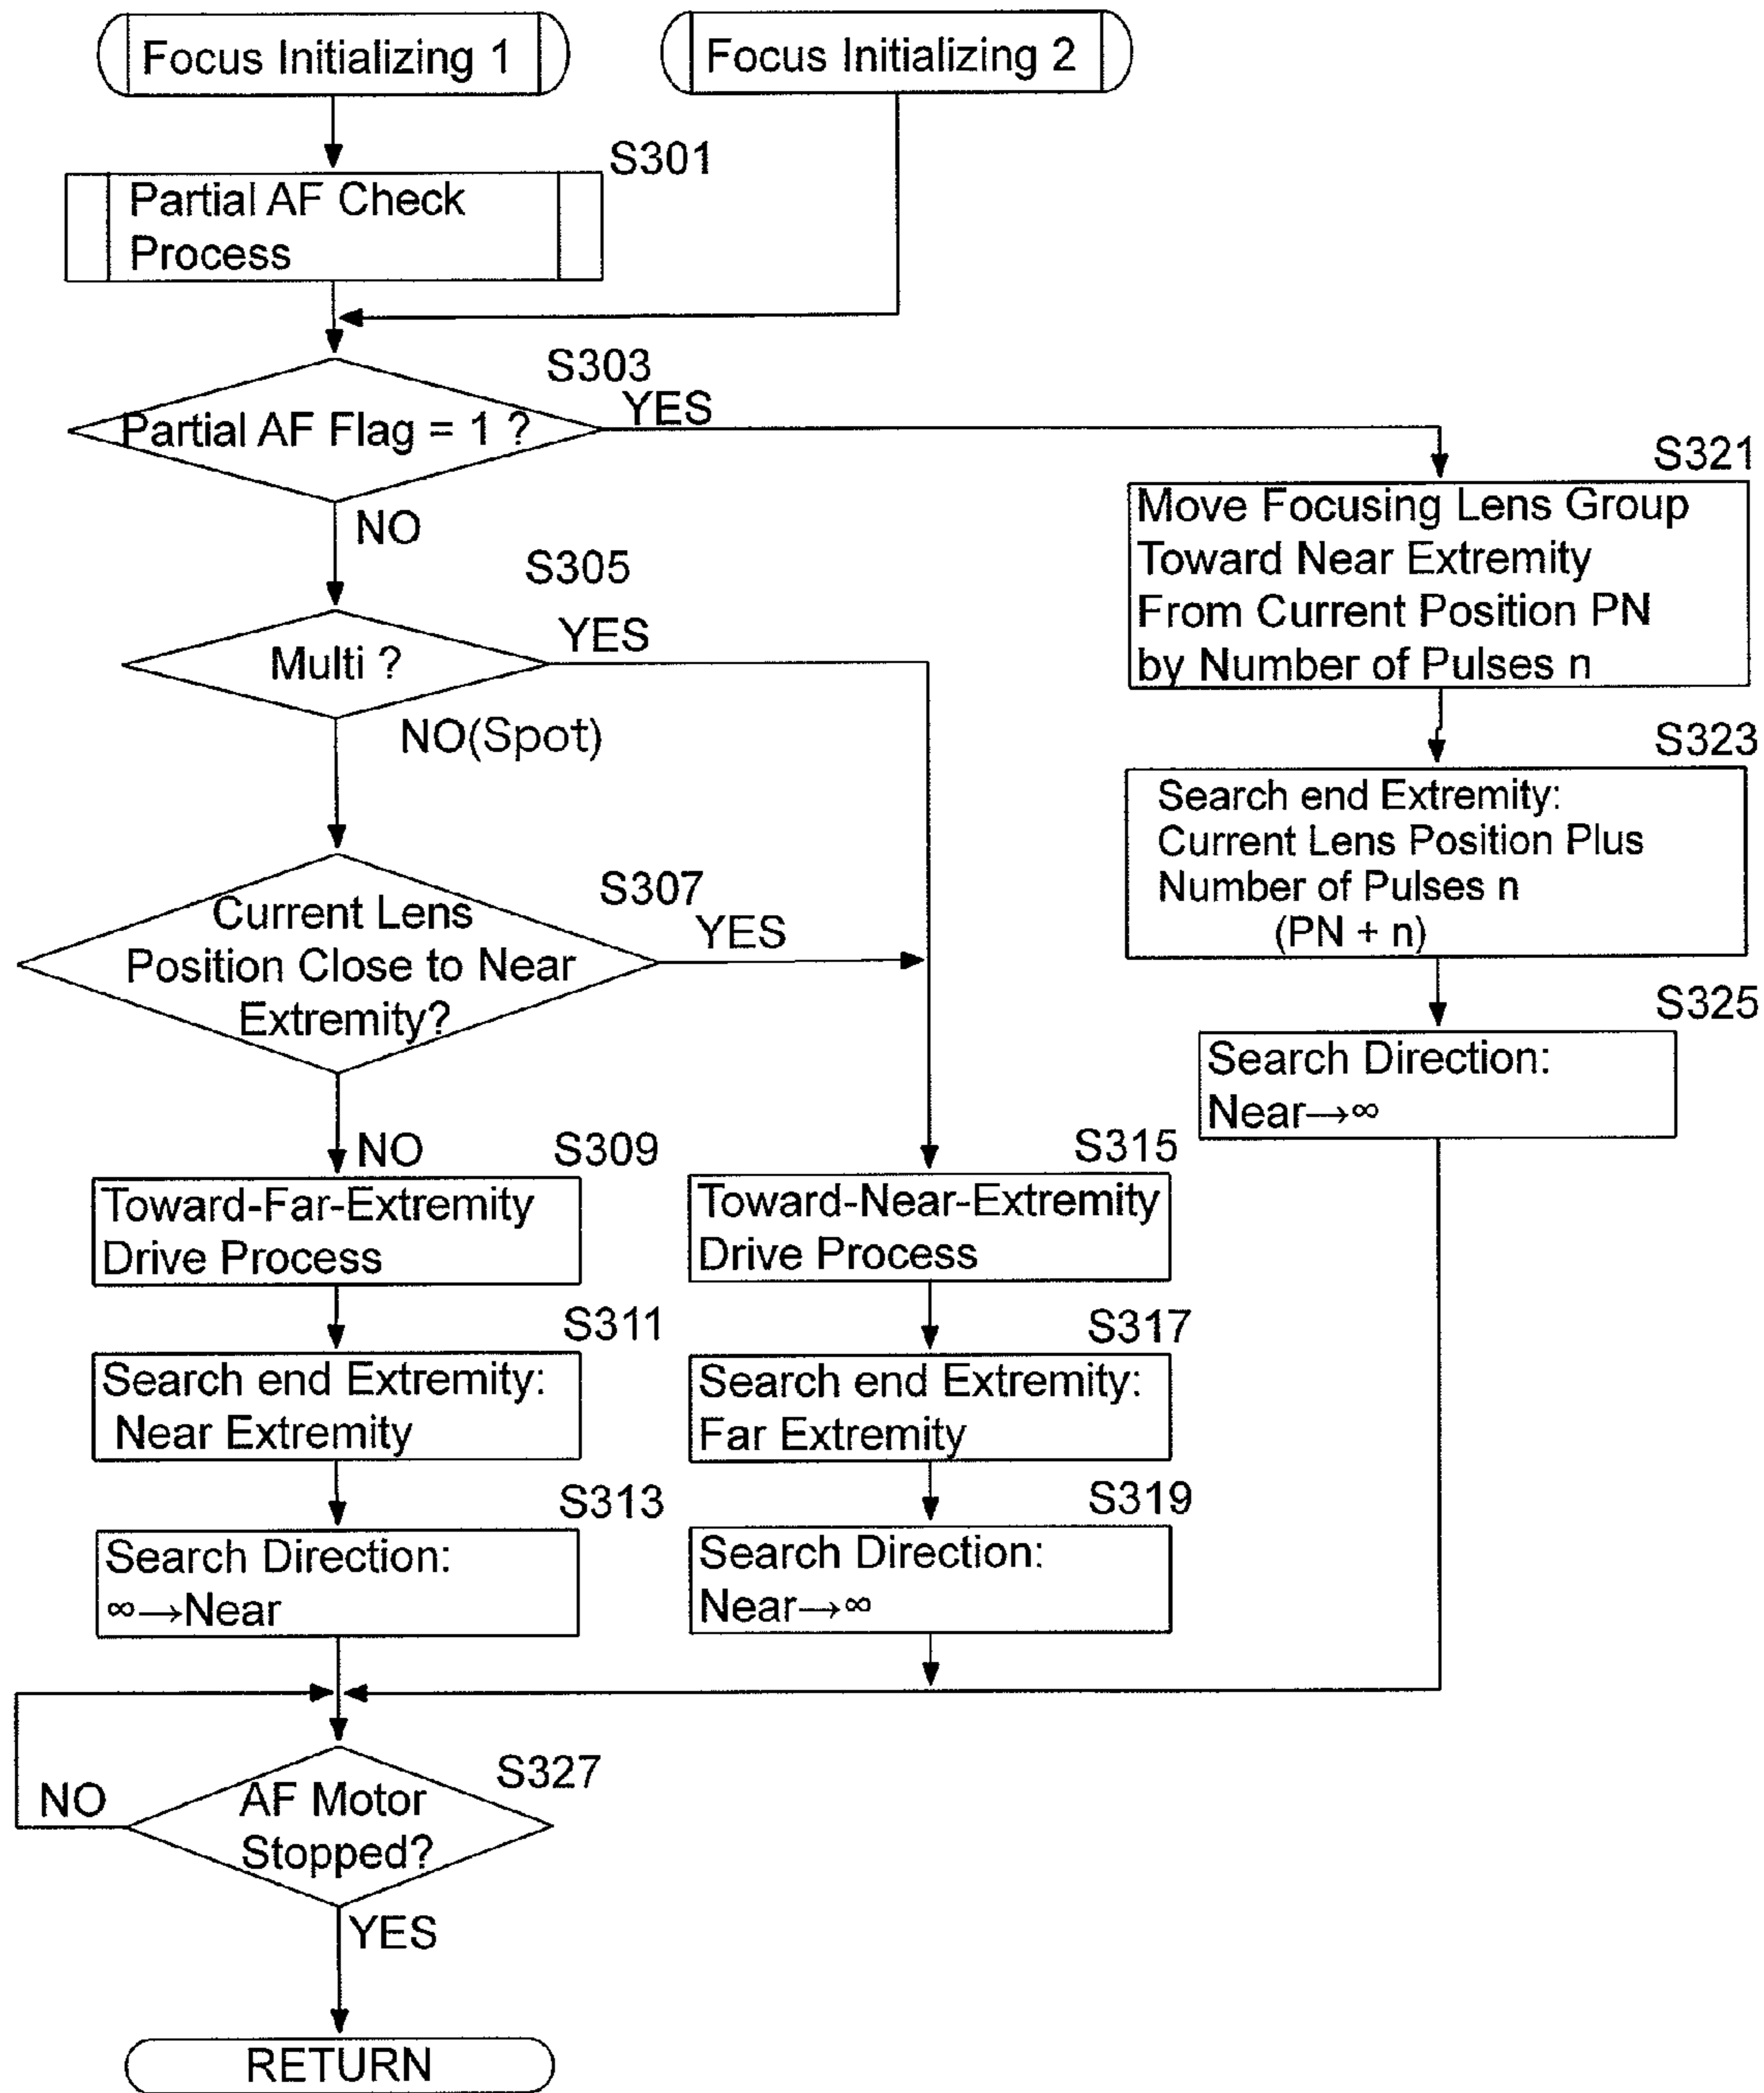 Focus Initializing 1
Focus Initializing 2
S301
Partial AF Check
Process
S303
YES
Partial AF Flag = 1 ?
NO
S321
Move Focusing Lens Group
Toward Near Extremity
From Current Position PN
by Number of Pulses n
S305
YES
Multi ?
NO(Spot)
S323
Search end Extremity:
Current Lens Position Plus
Number of Pulses n
(PN + n)
S307
YES
Current Lens
Position Close to Near
Extremity?
S325
Search Direction:
Near→∞
NO
S309
Toward-Far-Extremity
Drive Process
S315
Toward-Near-Extremity
Drive Process
S311
Search end Extremity:
Near Extremity
S317
Search end Extremity:
Far Extremity
S313
Search Direction:
∞→Near
S319
Search Direction:
Near→∞
S327
NO
AF Motor
Stopped?
YES
RETURN